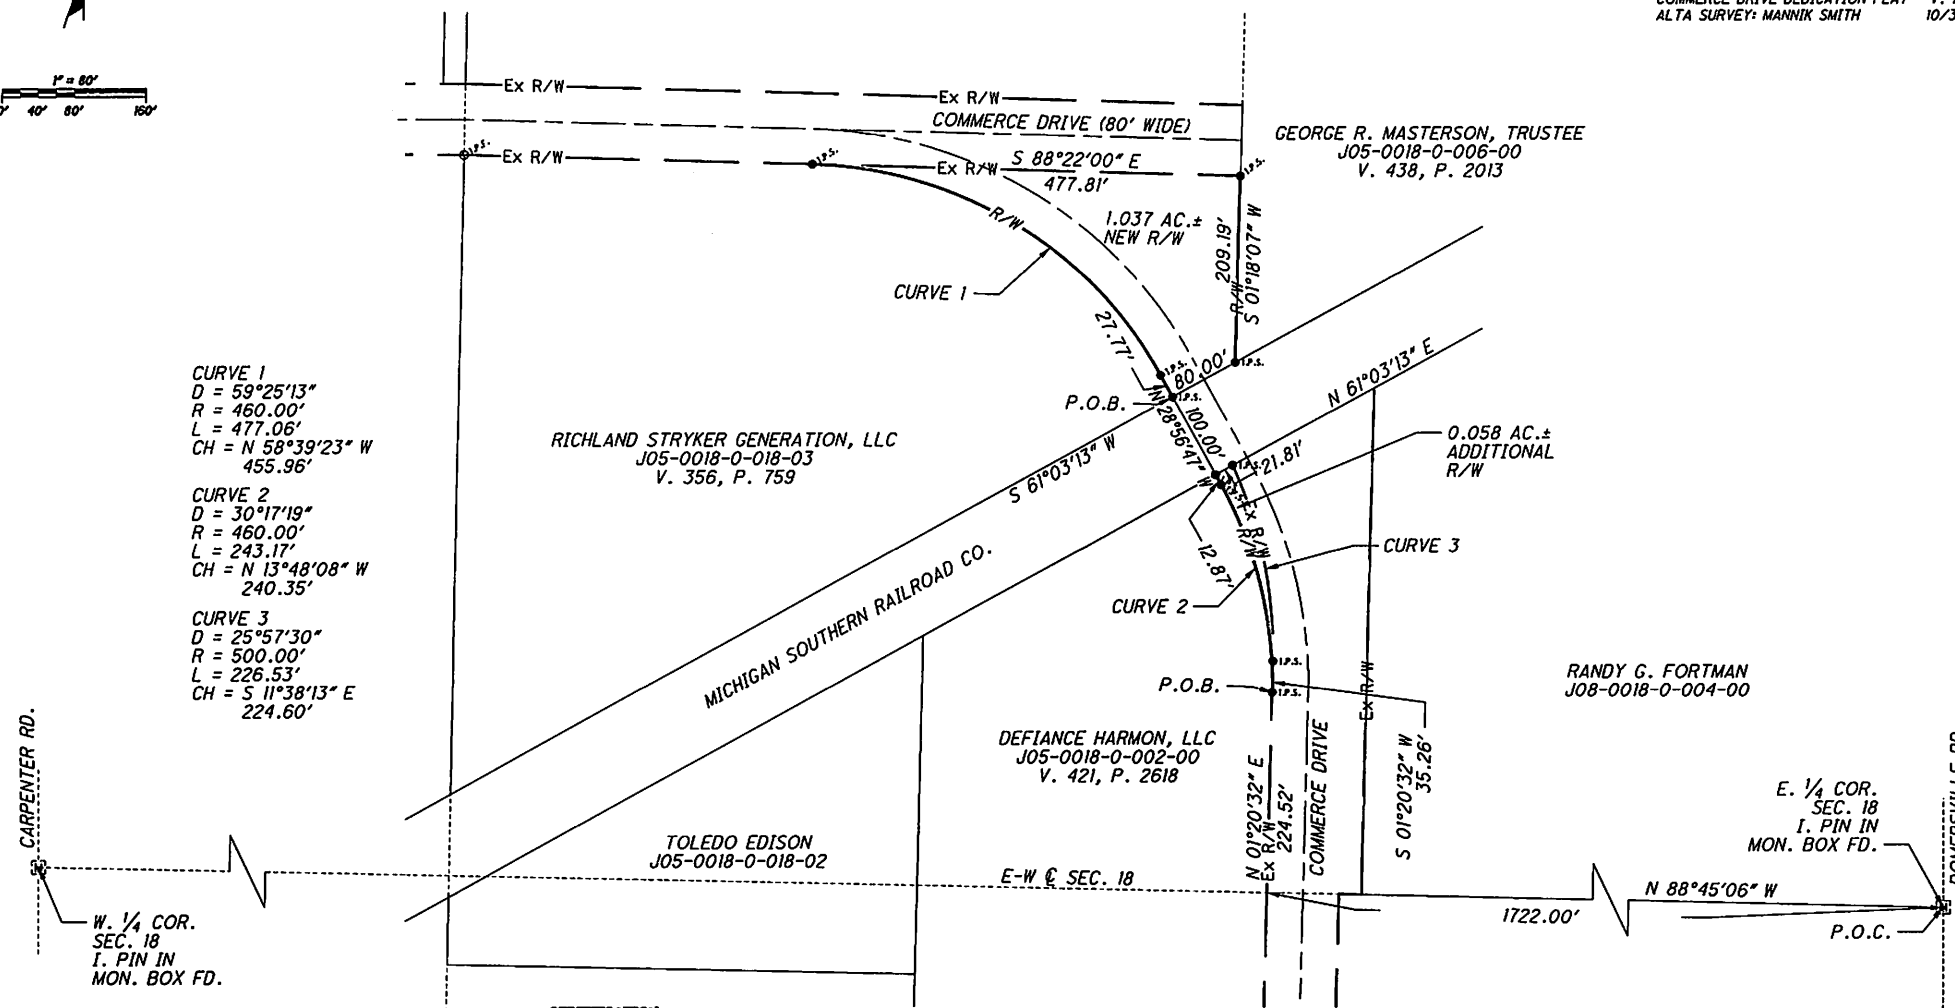 ALTA SURVEY: MANNIK SMITH
1" = 80'
40' 80' 160'
Ex R/W
Ex R/W
COMMERCE DRIVE (80' WIDE)
I.P.S.
Ex R/W
I.P.S.
Ex R/W
S 88°22'00" E
477.81'
I.P.S.
GEORGE R. MASTERSON, TRUSTEE
J05-0018-0-006-00
V. 438, P. 2013
R/W
1.037 AC.±
NEW R/W
209.19'
R/W
S 01°18'07" W
CURVE 1
27.77'
I.P.S.
80.00'
I.P.S.
P.O.B.
I.P.S.
N 28°56'47" W
100.00'
N 61°03'13" E
CURVE 1
D = 59°25'13"
R = 460.00'
L = 477.06'
CH = N 58°39'23" W
455.96'
CURVE 2
D = 30°17'19"
R = 460.00'
L = 243.17'
CH = N 13°48'08" W
240.35'
CURVE 3
D = 25°57'30"
R = 500.00'
L = 226.53'
CH = S 11°38'13" E
224.60'
RICHLAND STRYKER GENERATION, LLC
J05-0018-0-018-03
V. 356, P. 759
S 61°03'13" W
I.P.S.
21.81'
0.058 AC.±
ADDITIONAL
R/W
Ex R/W
R/W
12.87'
CURVE 3
CURVE 2
MICHIGAN SOUTHERN RAILROAD CO.
I.P.S.
P.O.B.
I.P.S.
Ex R/W
RANDY G. FORTMAN
J08-0018-0-004-00
DEFIANCE HARMON, LLC
J05-0018-0-002-00
V. 421, P. 2618
N 01°20'32" E
Ex R/W
224.52'
COMMERCE DRIVE
S 01°20'32" W
35.26'
CARPENTER RD.
TOLEDO EDISON
J05-0018-0-018-02
E-W ℄ SEC. 18
E. 1/4 COR.
SEC. 18
I. PIN IN
MON. BOX FD.
N 88°45'06" W
1722.00'
P.O.C.
W. 1/4 COR.
SEC. 18
I. PIN IN
MON. BOX FD.